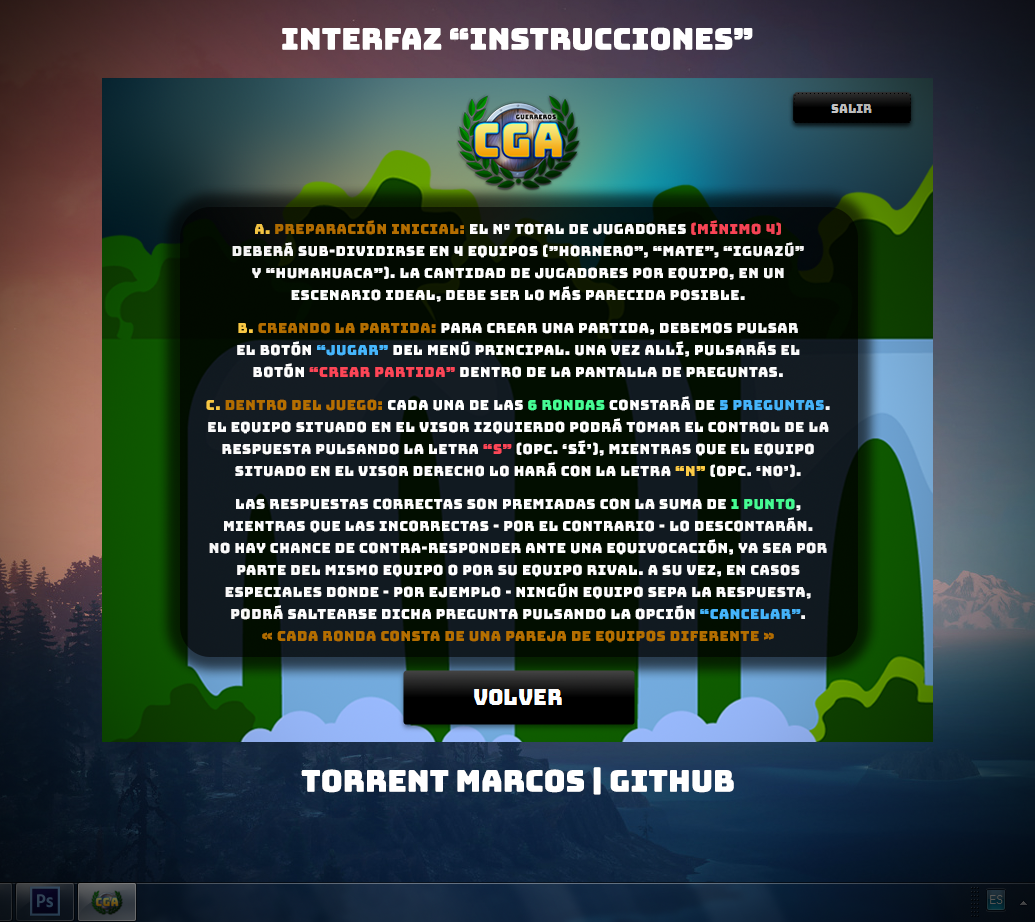 INTERFAZ “INSTRUCCIONES”
SALIR
GUERREROS
CGA
A. PREPARACIÓN INICIAL: EL Nº TOTAL DE JUGADORES (MÍNIMO 4)
DEBERÁ SUB-DIVIDIRSE EN 4 EQUIPOS (”HORNERO”, “MATE”, “IGUAZÚ”
Y “HUMAHUACA”). LA CANTIDAD DE JUGADORES POR EQUIPO, EN UN
ESCENARIO IDEAL, DEBE SER LO MÁS PARECIDA POSIBLE.
B. CREANDO LA PARTIDA: PARA CREAR UNA PARTIDA, DEBEMOS PULSAR
EL BOTÓN “JUGAR” DEL MENÚ PRINCIPAL. UNA VEZ ALLÍ, PULSARÁS EL
BOTÓN “CREAR PARTIDA” DENTRO DE LA PANTALLA DE PREGUNTAS.
C. DENTRO DEL JUEGO: CADA UNA DE LAS 6 RONDAS CONSTARÁ DE 5 PREGUNTAS.
EL EQUIPO SITUADO EN EL VISOR IZQUIERDO PODRÁ TOMAR EL CONTROL DE LA
RESPUESTA PULSANDO LA LETRA “S” (OPC. ‘SÍ’), MIENTRAS QUE EL EQUIPO
SITUADO EN EL VISOR DERECHO LO HARÁ CON LA LETRA “N” (OPC. ‘NO’).
LAS RESPUESTAS CORRECTAS SON PREMIADAS CON LA SUMA DE 1 PUNTO,
MIENTRAS QUE LAS INCORRECTAS - POR EL CONTRARIO - LO DESCONTARÁN.
NO HAY CHANCE DE CONTRA-RESPONDER ANTE UNA EQUIVOCACIÓN, YA SEA POR
PARTE DEL MISMO EQUIPO O POR SU EQUIPO RIVAL. A SU VEZ, EN CASOS
ESPECIALES DONDE - POR EJEMPLO - NINGÚN EQUIPO SEPA LA RESPUESTA,
PODRÁ SALTEARSE DICHA PREGUNTA PULSANDO LA OPCIÓN “CANCELAR”.
« CADA RONDA CONSTA DE UNA PAREJA DE EQUIPOS DIFERENTE »
VOLVER
TORRENT MARCOS | GITHUB
Ps
CGA
ES